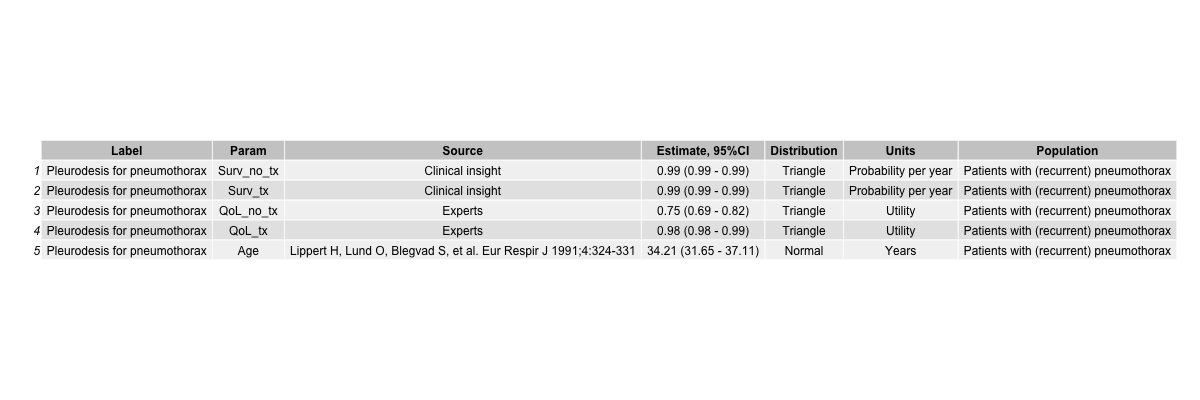 Label Param Source Estimate, 95%CI Distribution Units Population
1 Pleurodesis for pneumothorax Surv_no_tx Clinical insight 0.99 (0.99 - 0.99) Triangle Probability per year Patients with (recurrent) pneumothorax
2 Pleurodesis for pneumothorax Surv_tx Clinical insight 0.99 (0.99 - 0.99) Triangle Probability per year Patients with (recurrent) pneumothorax
3 Pleurodesis for pneumothorax QoL_no_tx Experts 0.75 (0.69 - 0.82) Triangle Utility Patients with (recurrent) pneumothorax
4 Pleurodesis for pneumothorax QoL_tx Experts 0.98 (0.98 - 0.99) Triangle Utility Patients with (recurrent) pneumothorax
5 Pleurodesis for pneumothorax Age Lippert H, Lund O, Blegvad S, et al. Eur Respir J 1991;4:324-331 34.21 (31.65 - 37.11) Normal Years Patients with (recurrent) pneumothorax